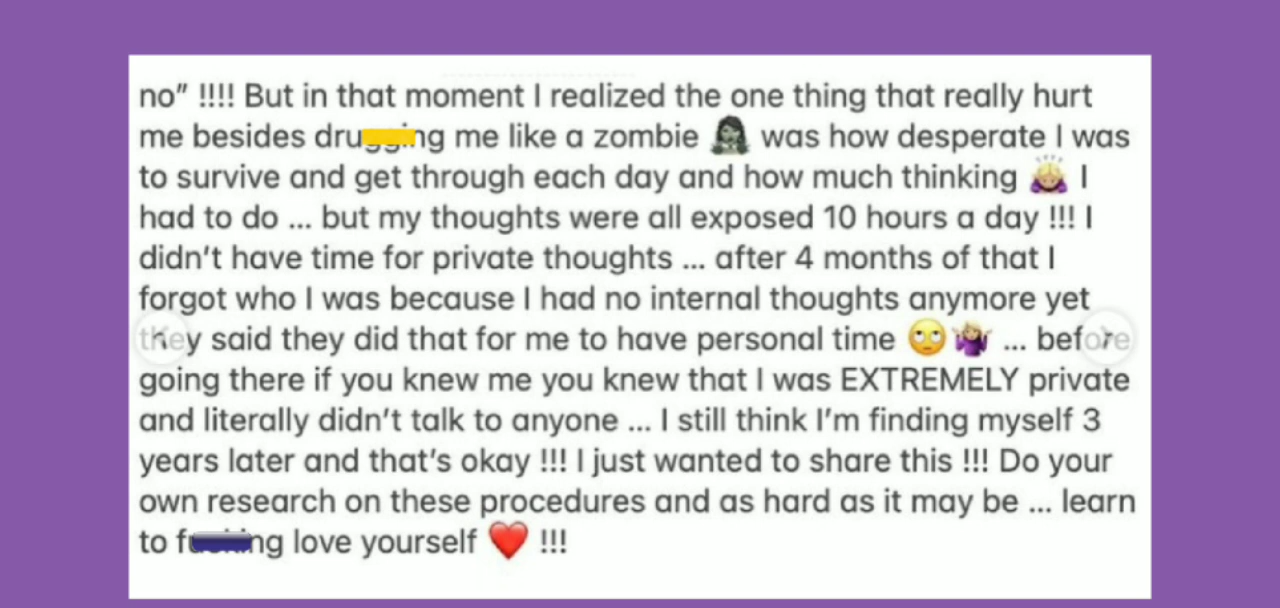 no” !!!! But in that moment I realized the one thing that really hurt
me besides drugging me like a zombie 🧟‍♀️ was how desperate I was
to survive and get through each day and how much thinking 🙇🏼‍♀️ I
had to do ... but my thoughts were all exposed 10 hours a day !!! I
didn’t have time for private thoughts ... after 4 months of that I
forgot who I was because I had no internal thoughts anymore yet
they said they did that for me to have personal time 🙄🤷🏼‍♀️ ... before
going there if you knew me you knew that I was EXTREMELY private
and literally didn’t talk to anyone ... I still think I’m finding myself 3
years later and that’s okay !!! I just wanted to share this !!! Do your
own research on these procedures and as hard as it may be ... learn
to f ng love yourself ❤️ !!!